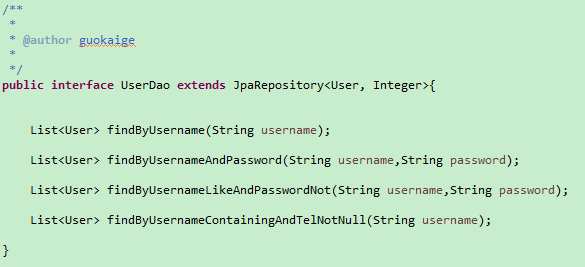 /**
 *
 * @author guokaige
 *
 */
public interface UserDao extends JpaRepository<User, Integer>{
List<User> findByUsername(String username);
List<User> findByUsernameAndPassword(String username,String password);
List<User> findByUsernameLikeAndPasswordNot(String username,String password);
List<User> findByUsernameContainingAndTelNotNull(String username);
}